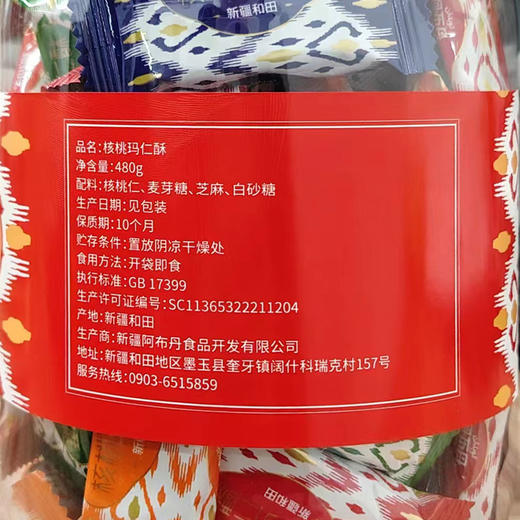 新疆和田
品名：核桃玛仁酥
净含量：480g
配料：核桃仁、麦芽糖、芝麻、白砂糖
生产日期：见包装
保质期：10个月
贮存条件：置放阴凉干燥处
食用方法：开袋即食
执行标准：GB 17399
生产许可证编号：SC11365322211204
产地：新疆和田
生产商：新疆阿布丹食品开发有限公司
地址：新疆和田地区墨玉县奎牙镇阔什科瑞克村157号
服务热线：0903-6515859
新疆和田